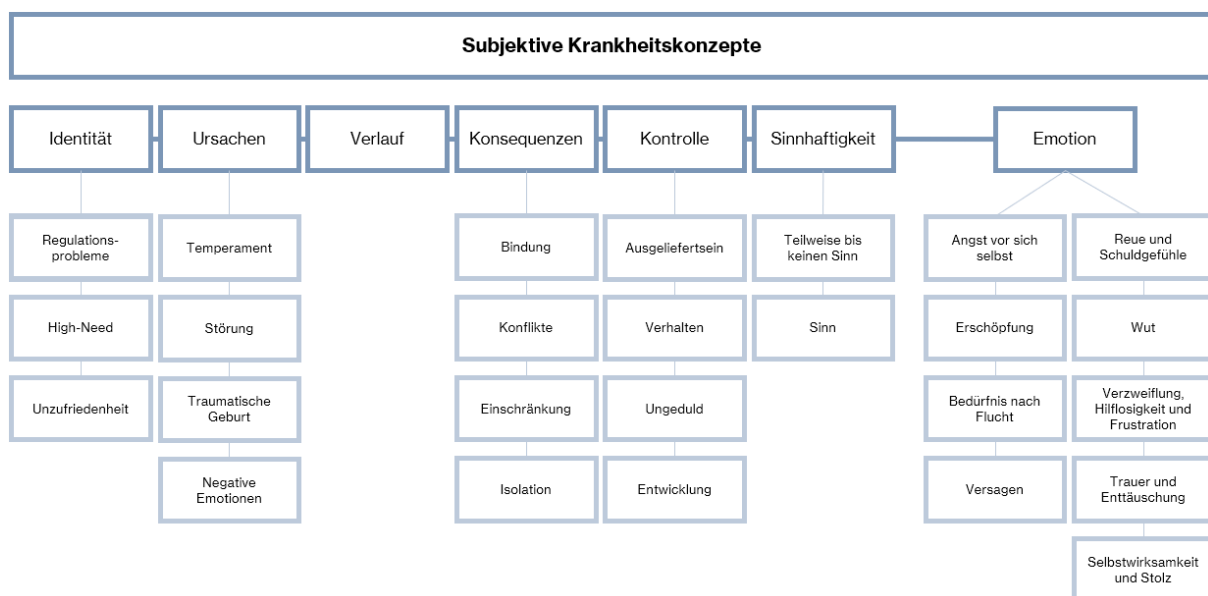 Subjektive Krankheitskonzepte
Identität
Ursachen
Verlauf
Konsequenzen
Kontrolle
Sinnhaftigkeit
Emotion
Regulations-
probleme
High-Need
Unzufriedenheit
Temperament
Störung
Traumatische
Geburt
Negative
Emotionen
Bindung
Konflikte
Einschränkung
Isolation
Ausgeliefertsein
Verhalten
Ungeduld
Entwicklung
Teilweise bis
keinen Sinn
Sinn
Angst vor sich
selbst
Erschöpfung
Bedürfnis nach
Flucht
Versagen
Reue und
Schuldgefühle
Wut
Verzweiflung,
Hilflosigkeit und
Frustration
Trauer und
Enttäuschung
Selbstwirksamkeit
und Stolz